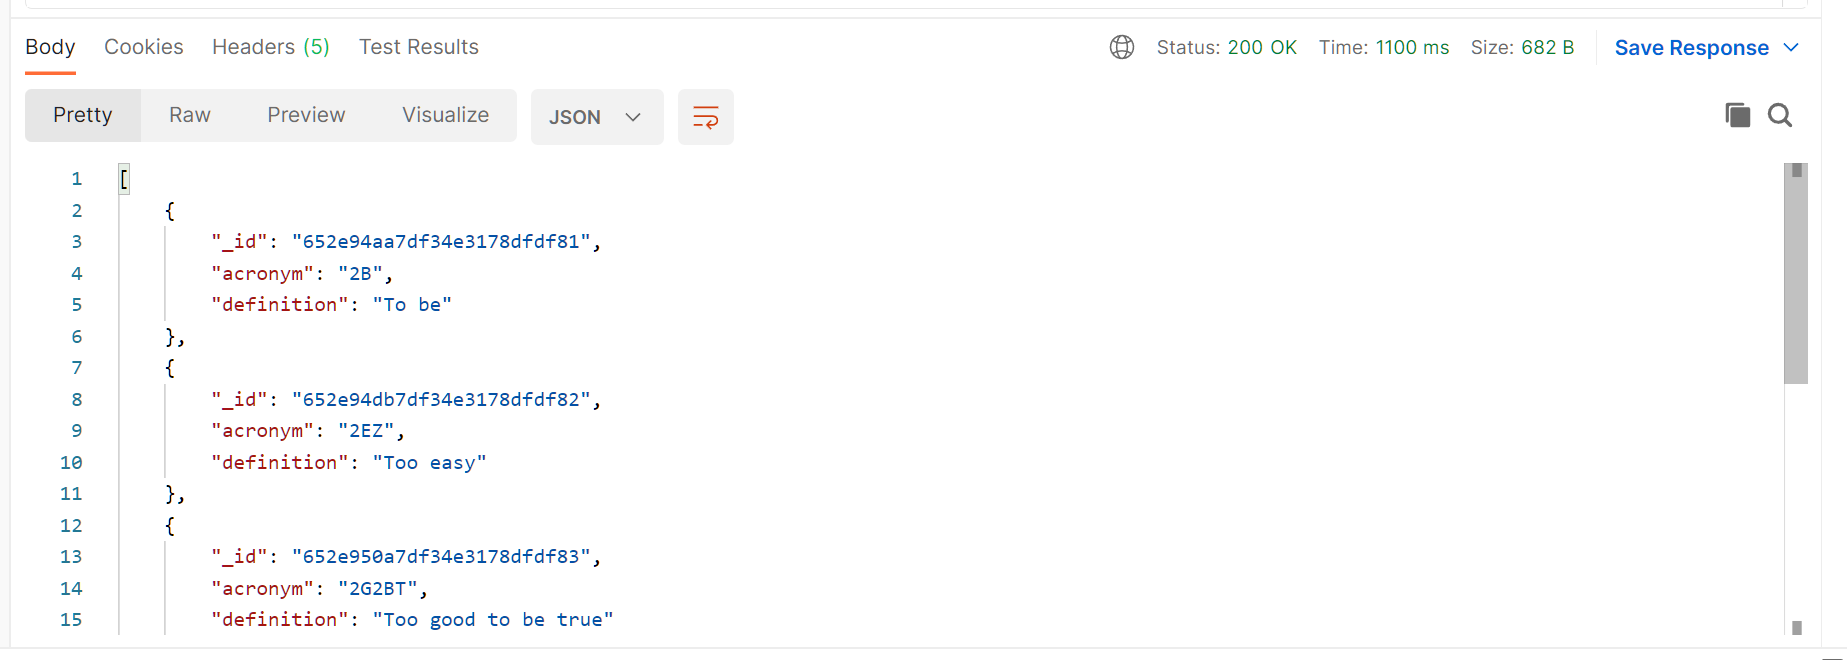 Body Cookies Headers (5) Test Results Status: 200 OK Time: 1100 ms Size: 682 B Save Response
Pretty Raw Preview Visualize JSON
1 [
2 {
3 "_id": "652e94aa7df34e3178dfdf81",
4 "acronym": "2B",
5 "definition": "To be"
6 },
7 {
8 "_id": "652e94db7df34e3178dfdf82",
9 "acronym": "2EZ",
10 "definition": "Too easy"
11 },
12 {
13 "_id": "652e950a7df34e3178dfdf83",
14 "acronym": "2G2BT",
15 "definition": "Too good to be true"